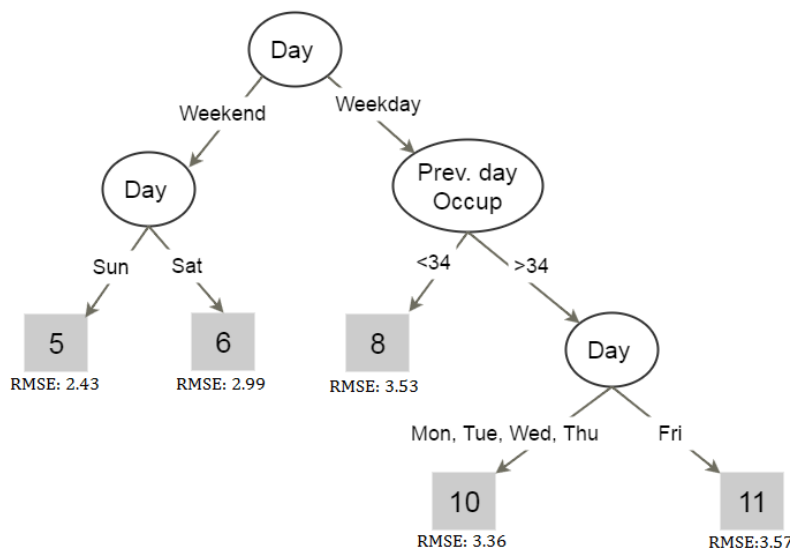 Day
Weekend
Weekday
Day
Prev. day
Occup
Sun
Sat
<34
>34
5
6
8
Day
RMSE: 2.43
RMSE: 2.99
RMSE: 3.53
Mon, Tue, Wed, Thu
Fri
10
11
RMSE: 3.36
RMSE:3.57